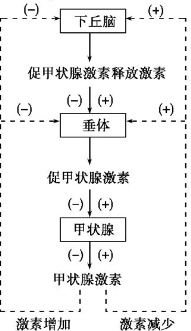 (−) 下丘脑 (+)
促甲状腺激素释放激素
(−) (−) (+) (+)
垂体
促甲状腺激素
(−) (+)
甲状腺
(−) (+)
甲状腺激素
激素增加 激素减少